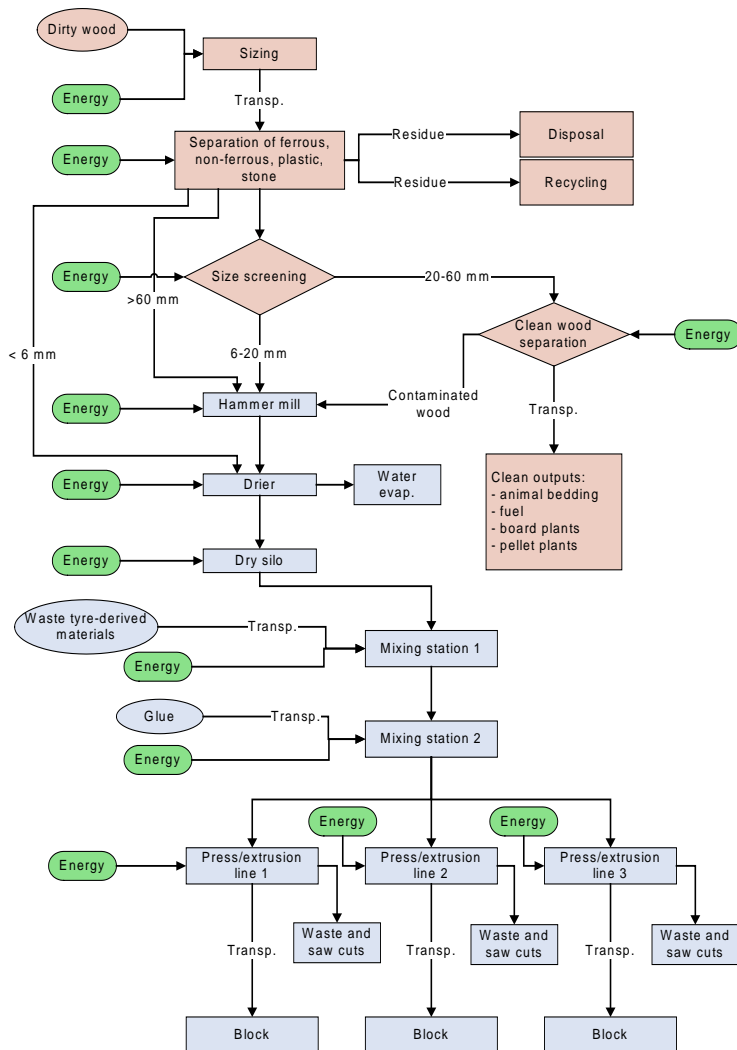 Dirty wood
Sizing
Energy
Transp.
Separation of ferrous,
non-ferrous, plastic,
stone
Energy
Residue
Disposal
Residue
Recycling
Energy
Size screening
20-60 mm
>60 mm
Clean wood
separation
Energy
< 6 mm
6-20 mm
Contaminated
wood
Transp.
Energy
Hammer mill
Energy
Drier
Water
evap.
Clean outputs:
- animal bedding
- fuel
- board plants
- pellet plants
Energy
Dry silo
Waste tyre-derived
materials
Transp.
Energy
Mixing station 1
Glue
Transp.
Energy
Mixing station 2
Energy
Energy
Energy
Press/extrusion
line 1
Press/extrusion
line 2
Press/extrusion
line 3
Waste and
saw cuts
Waste and
saw cuts
Waste and
saw cuts
Transp.
Transp.
Transp.
Block
Block
Block